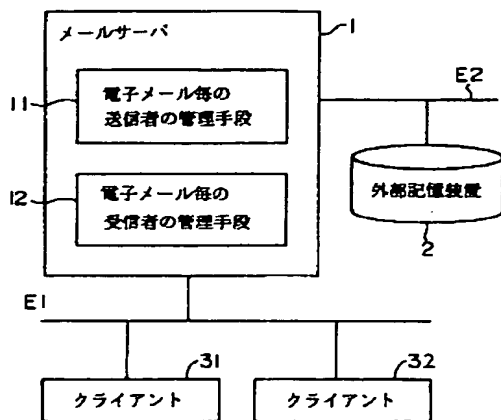 メールサーバ
1
11
電子メール毎の
送信者の管理手段
E2
12
電子メール毎の
受信者の管理手段
外部記憶装置
2
E1
31
32
クライアント
クライアント